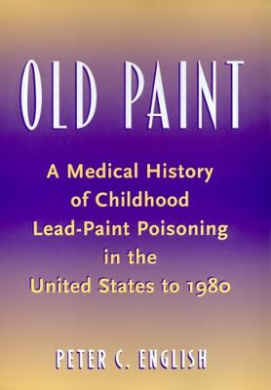 OLD PAINT
A Medical History
of Childhood
Lead-Paint Poisoning
in the
United States to 1980
PETER C. ENGLISH